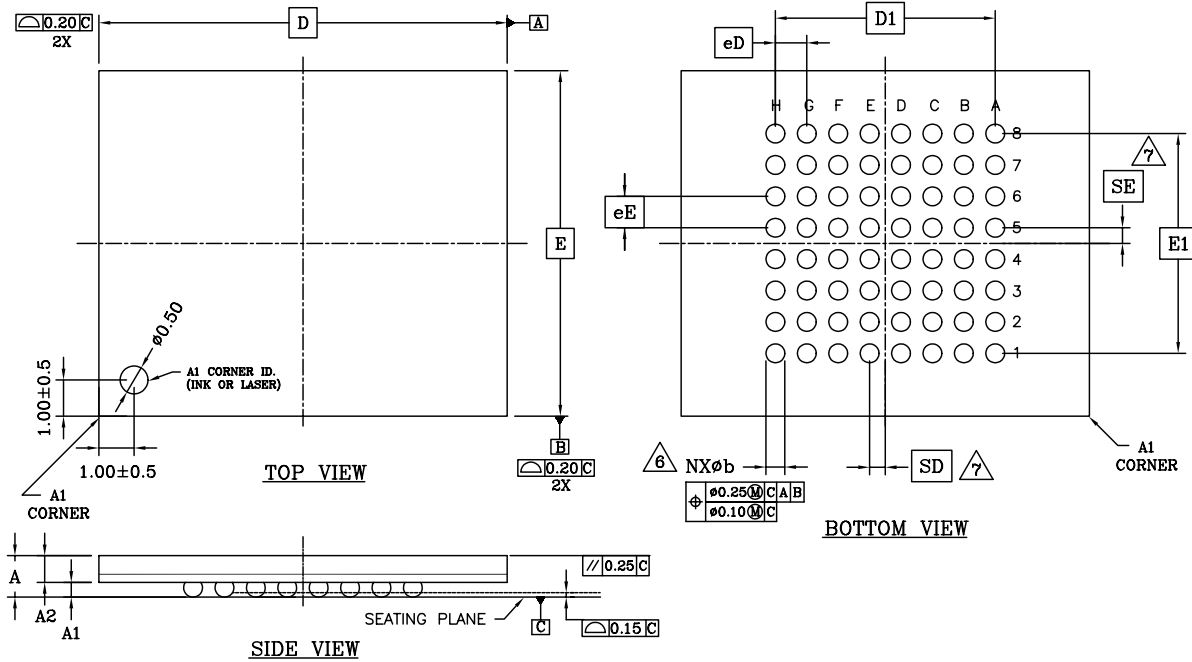 ⌓ 0.20 C
2X
D
A
E
B
⌓ 0.20 C
2X
ø0.50
A1 CORNER ID.
(INK OR LASER)
1.00±0.5
1.00±0.5
A1
CORNER
TOP VIEW
D1
eD
H G F E D C B A
8
7
6
5
4
3
2
1
7
SE
eE
E1
6 NXøb
SD 7
⌖ ø0.25 Ⓜ C A B
ø0.10 Ⓜ C
A1
CORNER
BOTTOM VIEW
A
A2
A1
// 0.25 C
SEATING PLANE
C
⌓ 0.15 C
SIDE VIEW